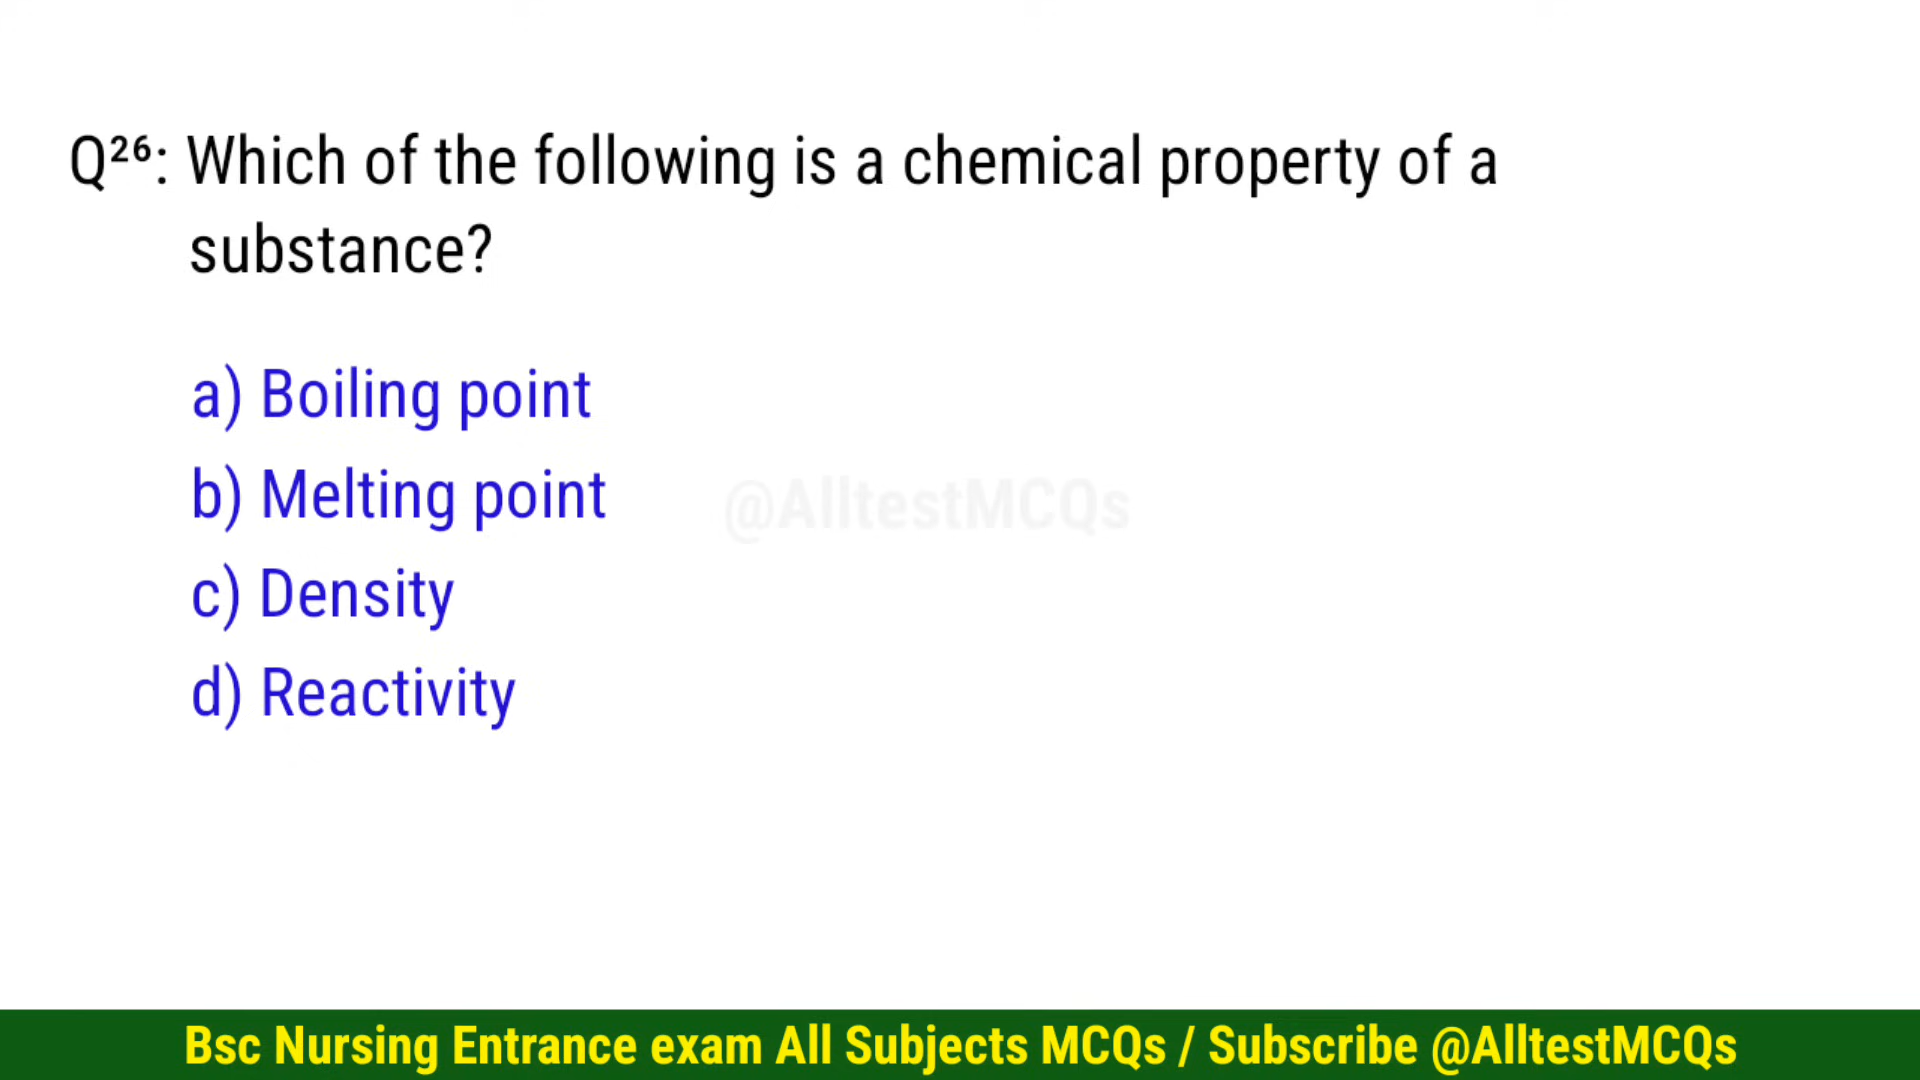 Q²⁶: Which of the following is a chemical property of a
substance?
a) Boiling point
b) Melting point
@AlltestMCQs
c) Density
d) Reactivity
Bsc Nursing Entrance exam All Subjects MCQs / Subscribe @AlltestMCQs